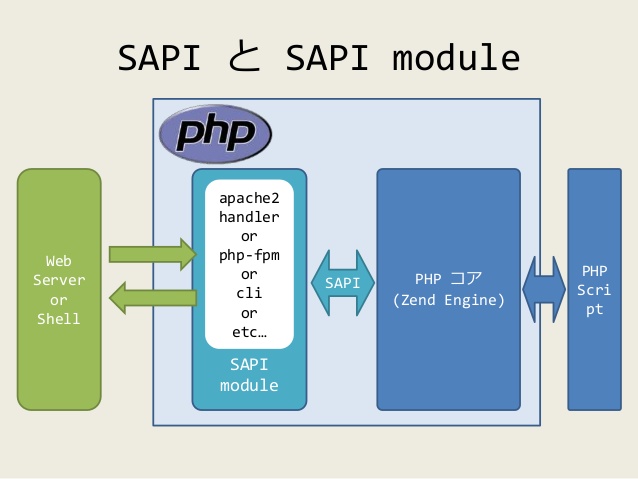 SAPI と SAPI module
php
Web
Server
or
Shell
apache2
handler
or
php-fpm
or
cli
or
etc…
SAPI
module
SAPI
PHP コア
(Zend Engine)
PHP
Scri
pt